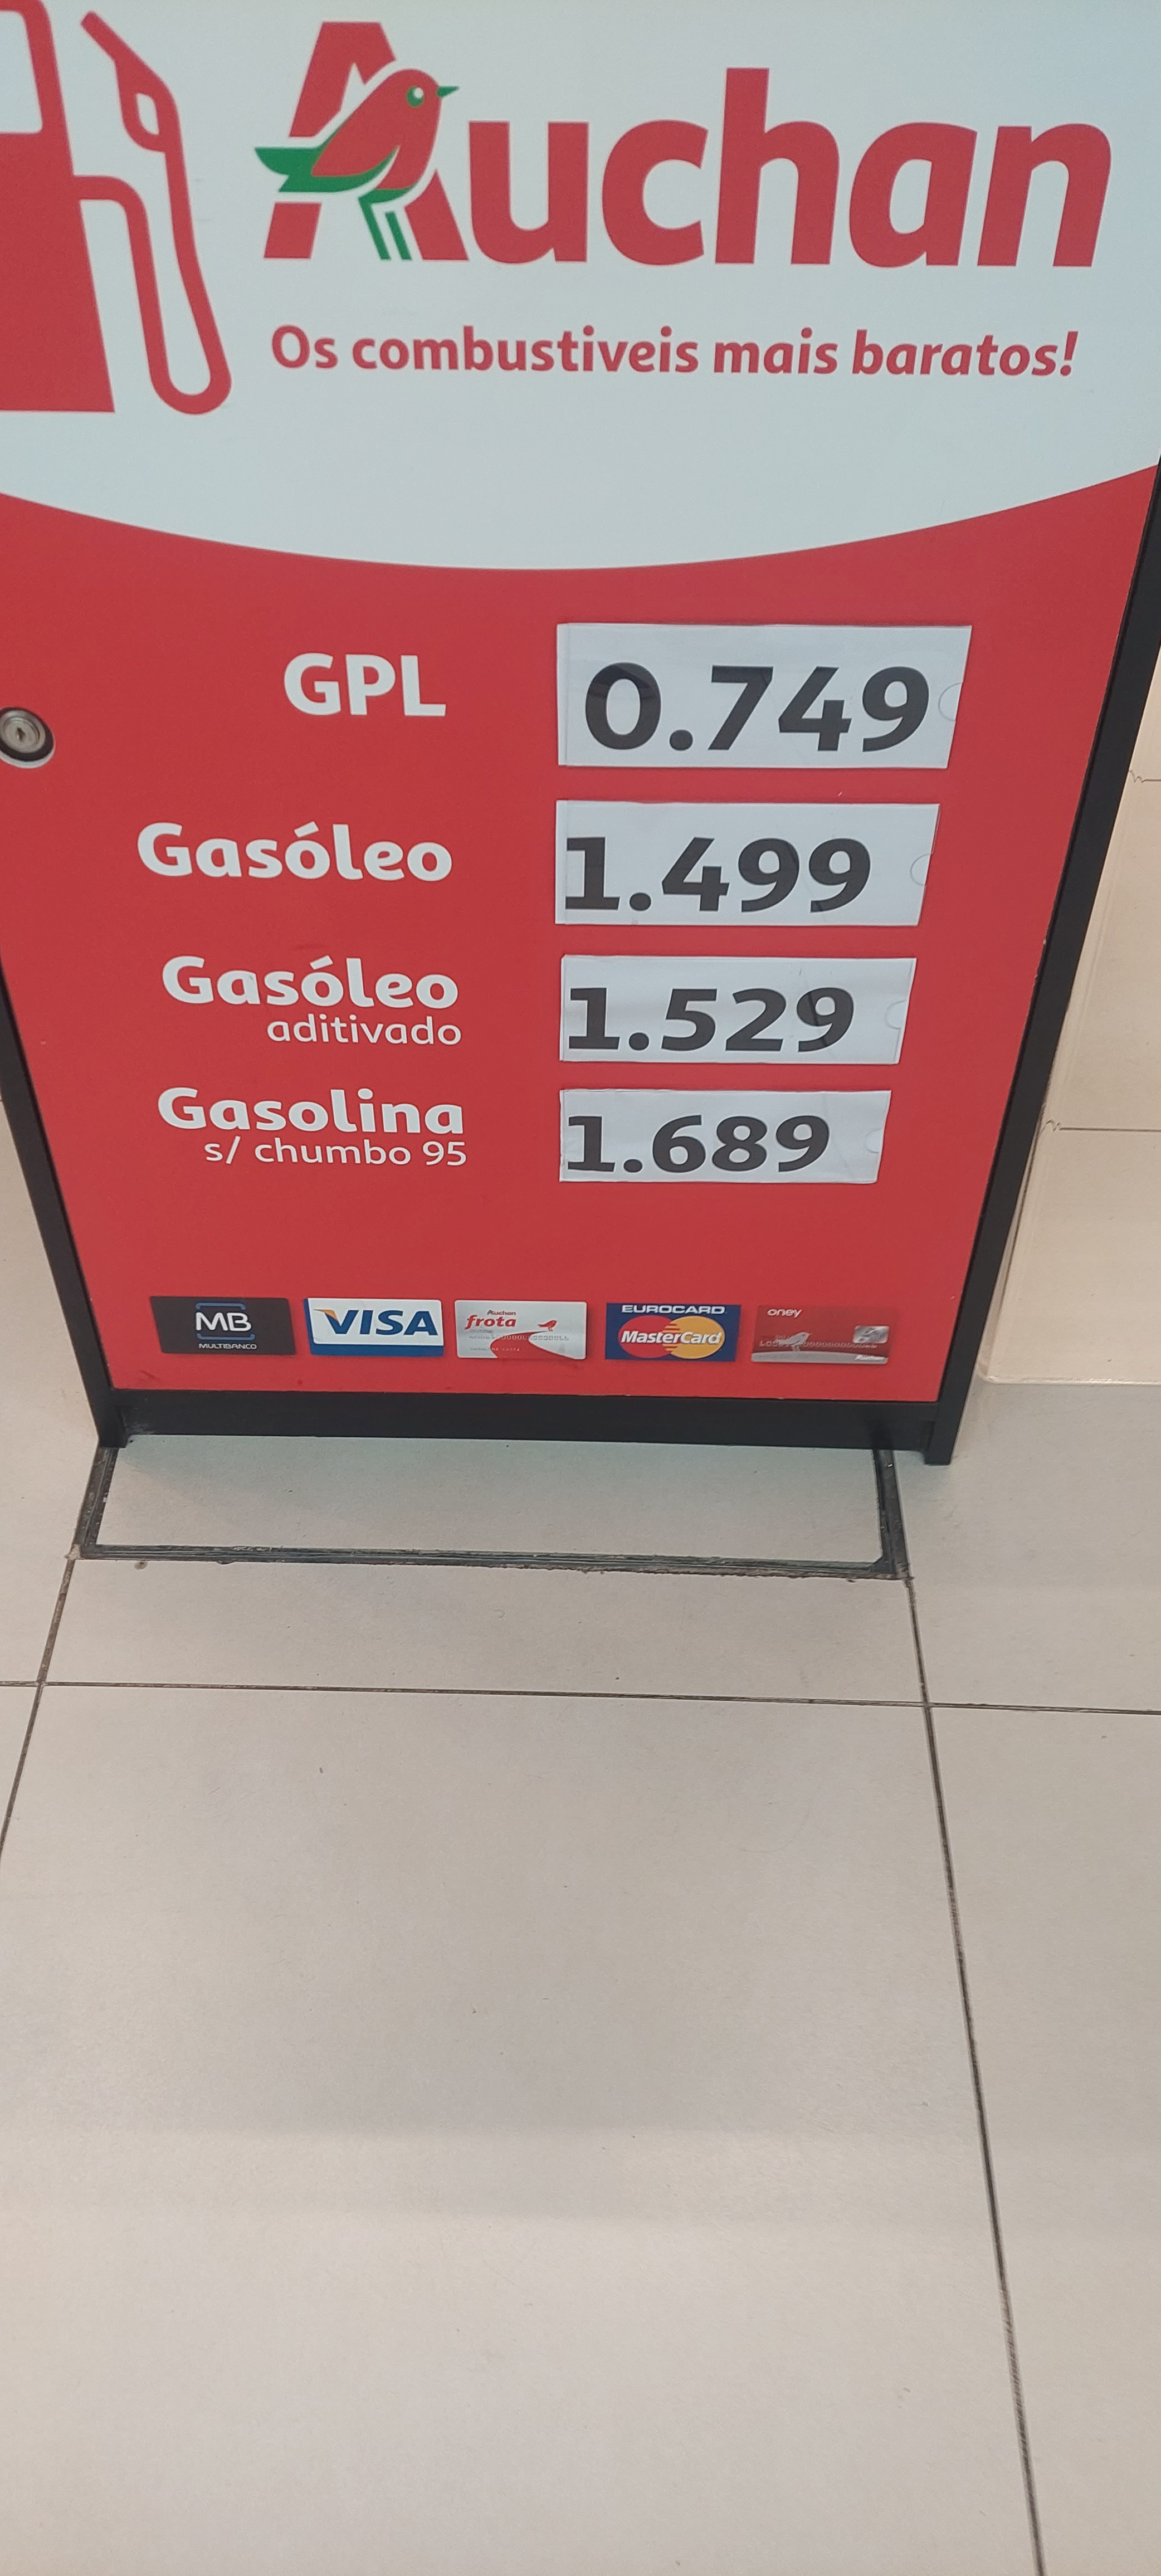 Auchan
Os combustiveis mais baratos!
GPL 0.749
Gasóleo 1.499
Gasóleo aditivado 1.529
Gasolina s/ chumbo 95 1.689
MB MULTIBANCO
VISA
Auchan frota
EUROCARD MasterCard
oney
Auchan